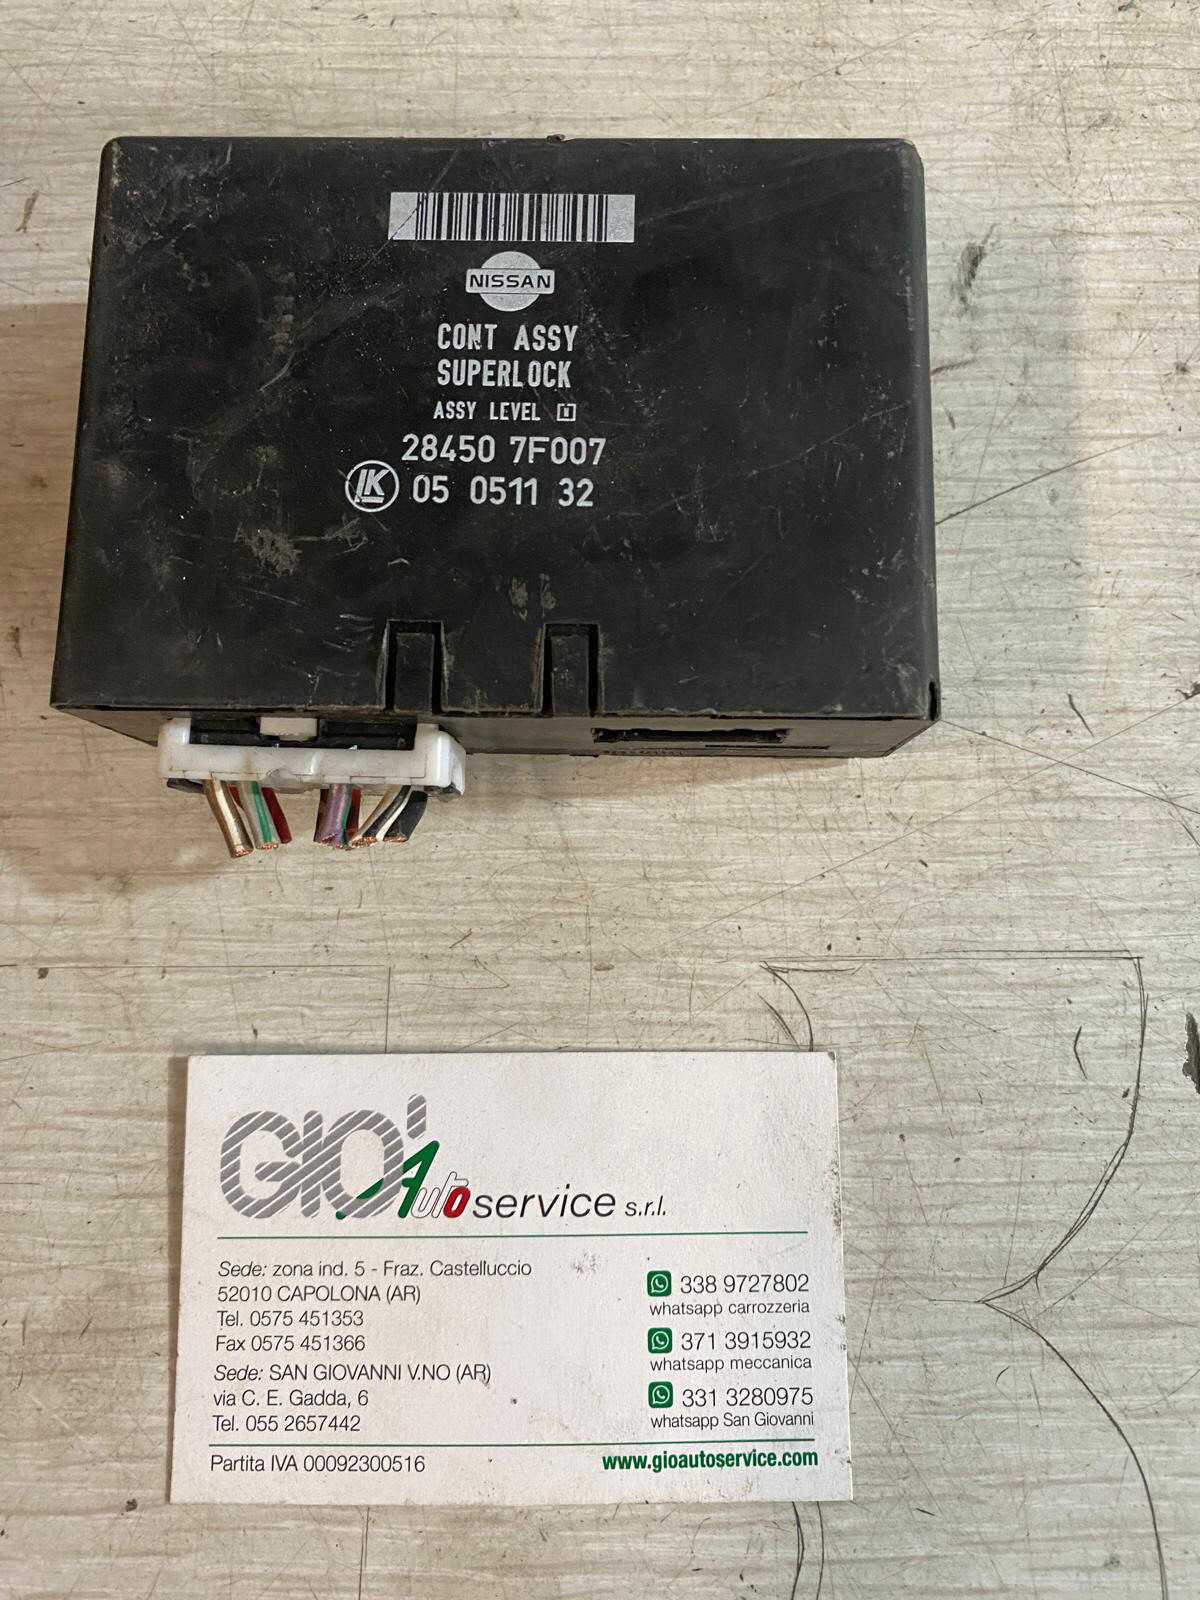 NISSAN
CONT ASSY
SUPERLOCK
ASSY LEVEL 1
28450 7F007
LK 05 0511 32
GIO' Auto service s.r.l.
Sede: zona ind. 5 - Fraz. Castelluccio
52010 CAPOLONA (AR)
Tel. 0575 451353
Fax 0575 451366
Sede: SAN GIOVANNI V.NO (AR)
via C. E. Gadda, 6
Tel. 055 2657442
338 9727802
whatsapp carrozzeria
371 3915932
whatsapp meccanica
331 3280975
whatsapp San Giovanni
Partita IVA 00092300516
www.gioautoservice.com